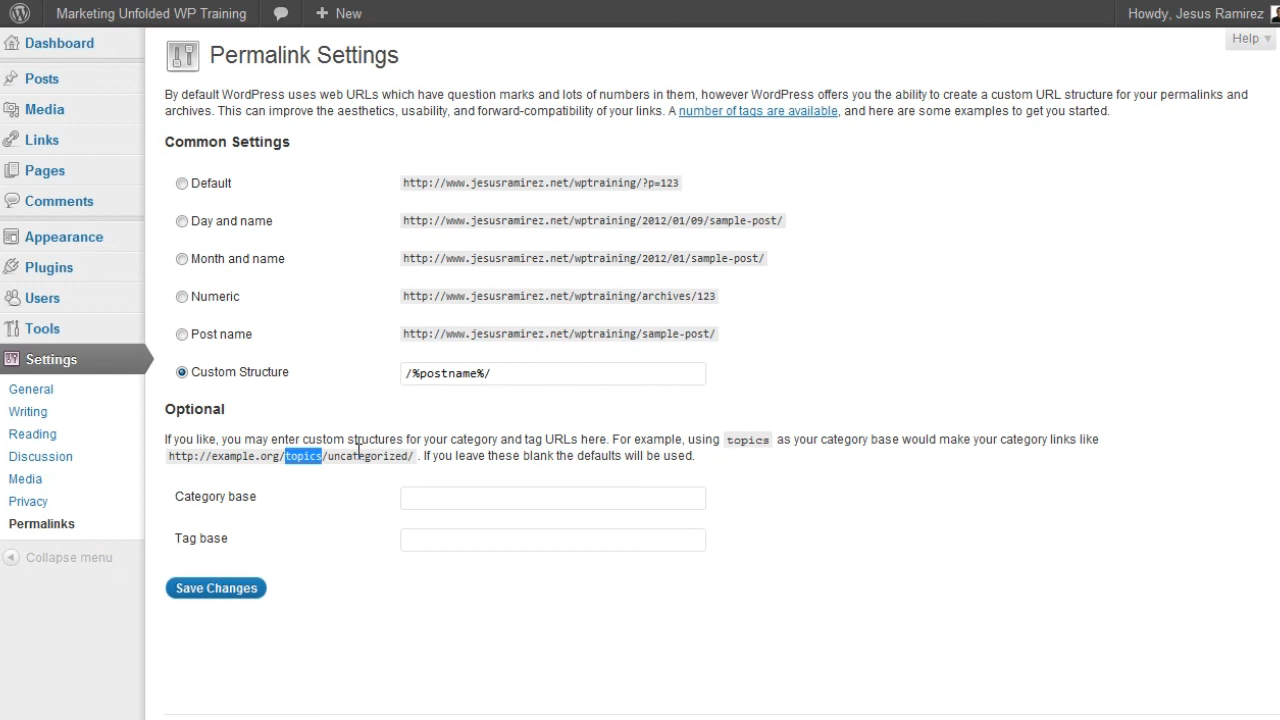 Marketing Unfolded WP Training
New
Howdy, Jesus Ramirez
Help
Dashboard
Posts
Media
Links
Pages
Comments
Appearance
Plugins
Users
Tools
Settings
General
Writing
Reading
Discussion
Media
Privacy
Permalinks
Collapse menu
Permalink Settings
By default WordPress uses web URLs which have question marks and lots of numbers in them, however WordPress offers you the ability to create a custom URL structure for your permalinks and
archives. This can improve the aesthetics, usability, and forward-compatibility of your links. A number of tags are available, and here are some examples to get you started.
Common Settings
Default http://www.jesusramirez.net/wptraining/?p=123
Day and name http://www.jesusramirez.net/wptraining/2012/01/09/sample-post/
Month and name http://www.jesusramirez.net/wptraining/2012/01/sample-post/
Numeric http://www.jesusramirez.net/wptraining/archives/123
Post name http://www.jesusramirez.net/wptraining/sample-post/
Custom Structure /%postname%/
Optional
If you like, you may enter custom structures for your category and tag URLs here. For example, using topics as your category base would make your category links like
http://example.org/topics/uncategorized/ . If you leave these blank the defaults will be used.
Category base
Tag base
Save Changes